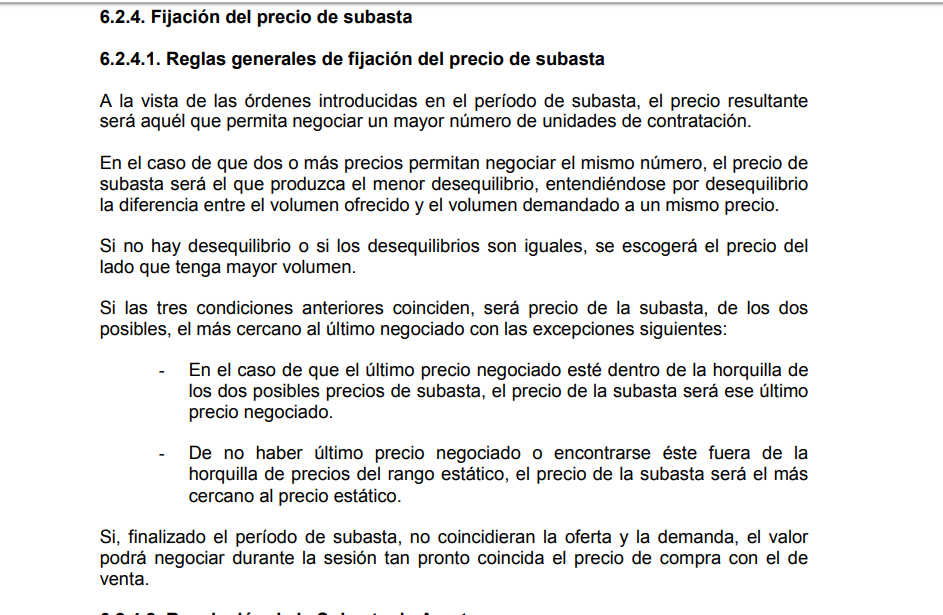 6.2.4. Fijación del precio de subasta
6.2.4.1. Reglas generales de fijación del precio de subasta
A la vista de las órdenes introducidas en el período de subasta, el precio resultante
será aquél que permita negociar un mayor número de unidades de contratación.
En el caso de que dos o más precios permitan negociar el mismo número, el precio de
subasta será el que produzca el menor desequilibrio, entendiéndose por desequilibrio
la diferencia entre el volumen ofrecido y el volumen demandado a un mismo precio.
Si no hay desequilibrio o si los desequilibrios son iguales, se escogerá el precio del
lado que tenga mayor volumen.
Si las tres condiciones anteriores coinciden, será precio de la subasta, de los dos
posibles, el más cercano al último negociado con las excepciones siguientes:
- En el caso de que el último precio negociado esté dentro de la horquilla de
los dos posibles precios de subasta, el precio de la subasta será ese último
precio negociado.
- De no haber último precio negociado o encontrarse éste fuera de la
horquilla de precios del rango estático, el precio de la subasta será el más
cercano al precio estático.
Si, finalizado el período de subasta, no coincidieran la oferta y la demanda, el valor
podrá negociar durante la sesión tan pronto coincida el precio de compra con el de
venta.